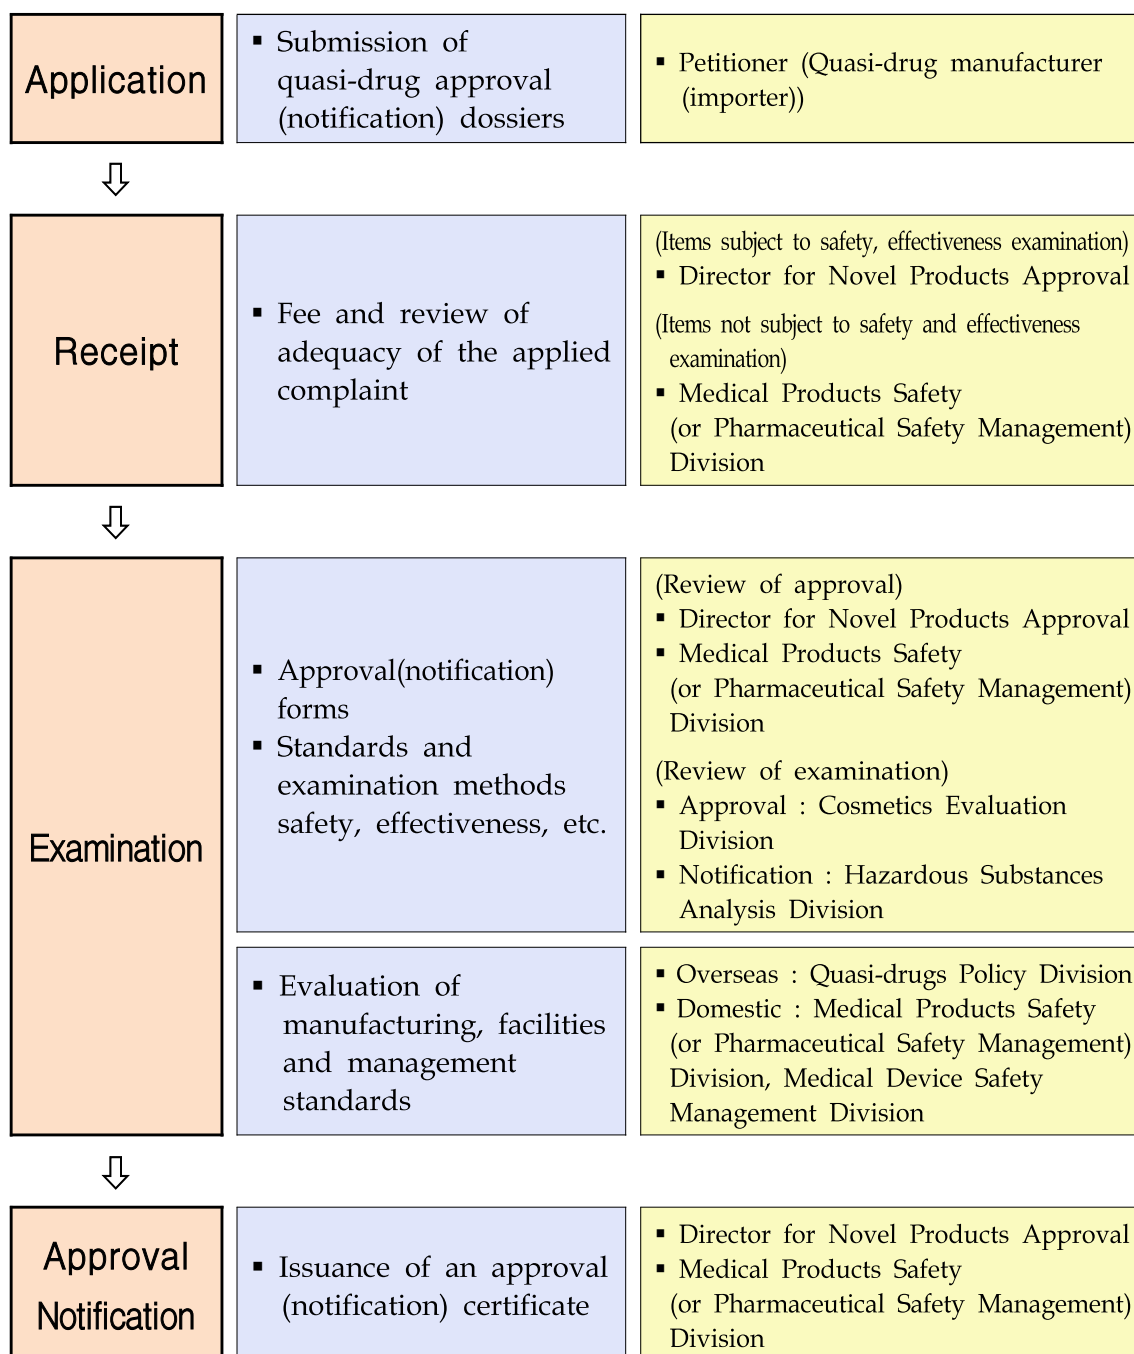 Application
▪ Submission of
quasi-drug approval
(notification) dossiers
▪ Petitioner (Quasi-drug manufacturer
(importer))
Receipt
▪ Fee and review of
adequacy of the applied
complaint
(Items subject to safety, effectiveness examination)
▪ Director for Novel Products Approval
(Items not subject to safety and effectiveness
examination)
▪ Medical Products Safety
(or Pharmaceutical Safety Management)
Division
Examination
▪ Approval(notification)
forms
▪ Standards and
examination methods
safety, effectiveness, etc.
(Review of approval)
▪ Director for Novel Products Approval
▪ Medical Products Safety
(or Pharmaceutical Safety Management)
Division
(Review of examination)
▪ Approval : Cosmetics Evaluation
Division
▪ Notification : Hazardous Substances
Analysis Division
▪ Evaluation of
manufacturing, facilities
and management
standards
▪ Overseas : Quasi-drugs Policy Division
▪ Domestic : Medical Products Safety
(or Pharmaceutical Safety Management)
Division, Medical Device Safety
Management Division
Approval
Notification
▪ Issuance of an approval
(notification) certificate
▪ Director for Novel Products Approval
▪ Medical Products Safety
(or Pharmaceutical Safety Management)
Division